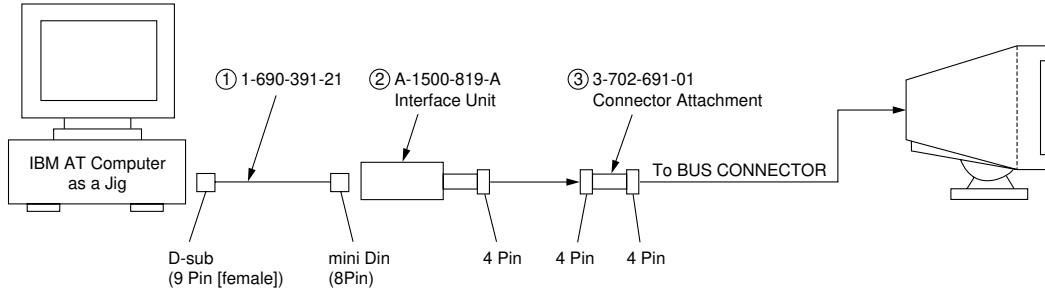 ① 1-690-391-21
② A-1500-819-A
Interface Unit
③ 3-702-691-01
Connector Attachment
IBM AT Computer
as a Jig
To BUS CONNECTOR
D-sub
(9 Pin [female])
mini Din
(8Pin)
4 Pin
4 Pin
4 Pin